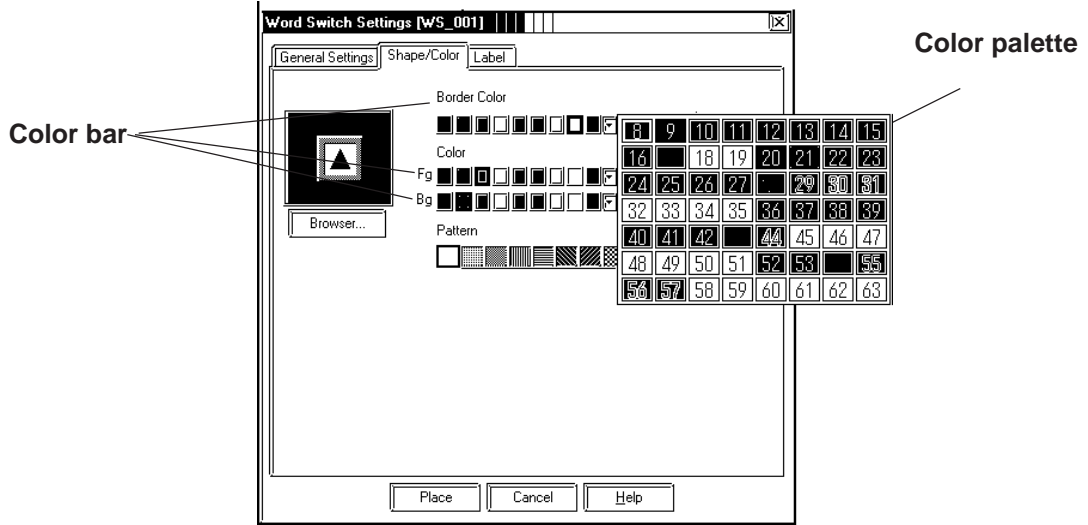 Word Switch Settings [WS_001]
Color palette
General Settings Shape/Color Label
Border Color
Color bar
Color
Fg
Bg
Browser...
Pattern
8 9 10 11 12 13 14 15
16 18 19 20 21 22 23
24 25 26 27 29 30 31
32 33 34 35 36 37 38 39
40 41 42 44 45 46 47
48 49 50 51 52 53 55
56 57 58 59 60 61 62 63
Place Cancel Help